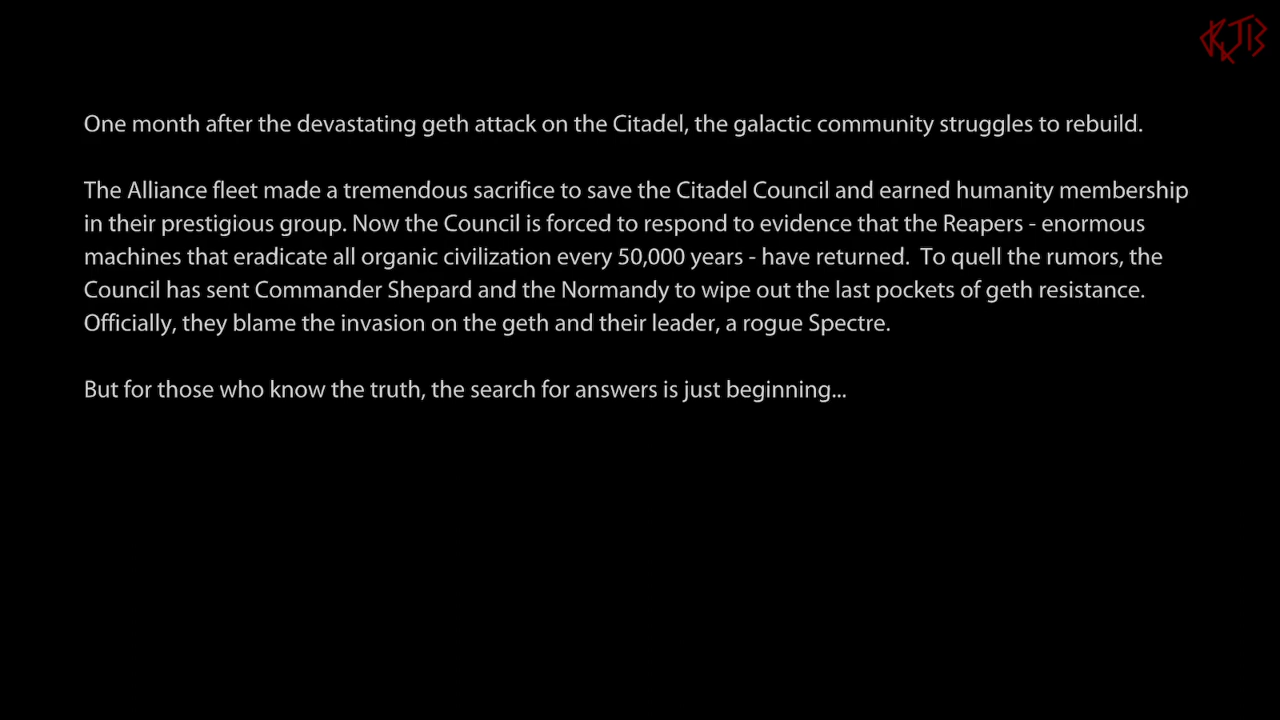 RJB
One month after the devastating geth attack on the Citadel, the galactic community struggles to rebuild.
The Alliance fleet made a tremendous sacrifice to save the Citadel Council and earned humanity membership
in their prestigious group. Now the Council is forced to respond to evidence that the Reapers - enormous
machines that eradicate all organic civilization every 50,000 years - have returned.  To quell the rumors, the
Council has sent Commander Shepard and the Normandy to wipe out the last pockets of geth resistance.
Officially, they blame the invasion on the geth and their leader, a rogue Spectre.
But for those who know the truth, the search for answers is just beginning...